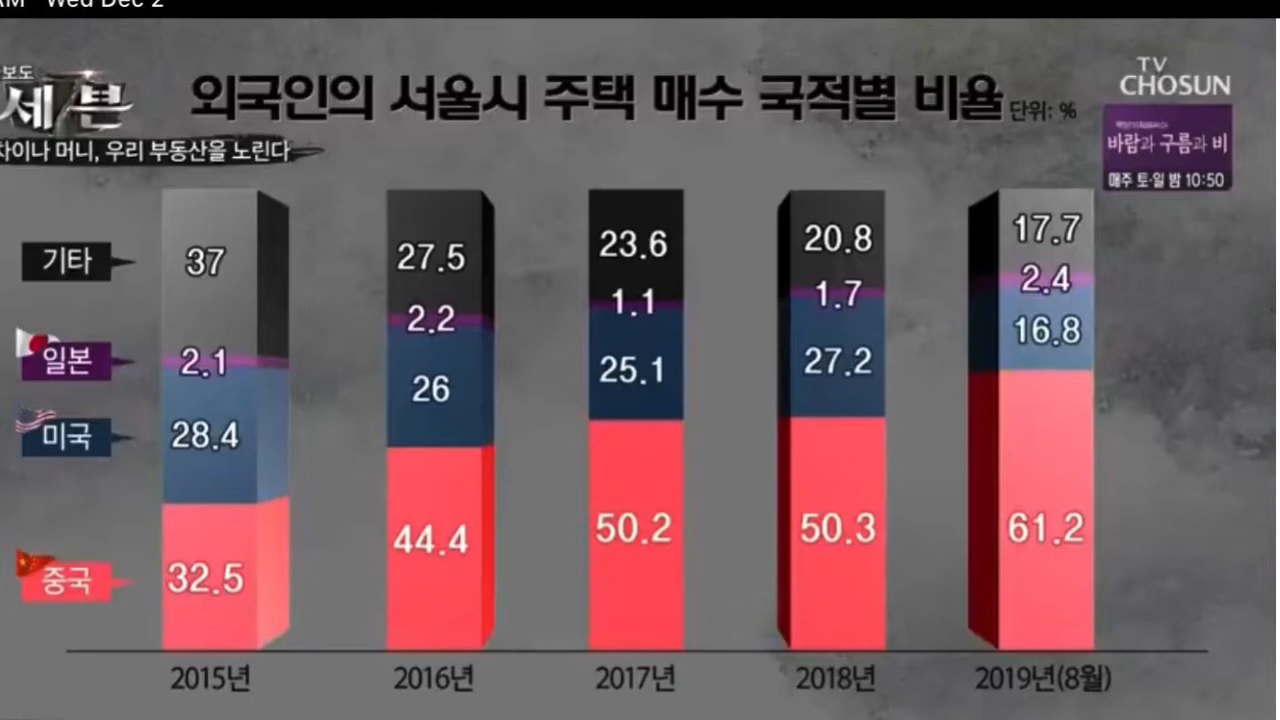 Wed Dec 2
보도
세븐
차이나 머니, 우리 부동산을 노린다
외국인의 서울시 주택 매수 국적별 비율 단위: %
TV
CHOSUN
바람과 구름과 비
매주 토·일 밤 10:50
기타 37 27.5 23.6 20.8 17.7
일본 2.1 2.2 1.1 1.7 2.4
미국 28.4 26 25.1 27.2 16.8
중국 32.5 44.4 50.2 50.3 61.2
2015년 2016년 2017년 2018년 2019년(8월)